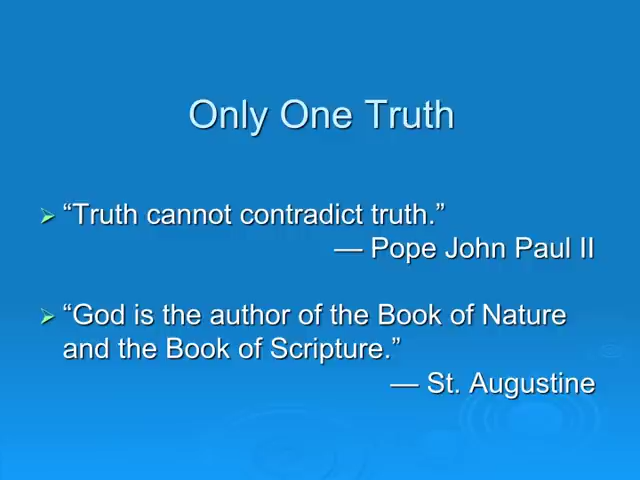 Only One Truth
“Truth cannot contradict truth.”
— Pope John Paul II
“God is the author of the Book of Nature
and the Book of Scripture.”
— St. Augustine